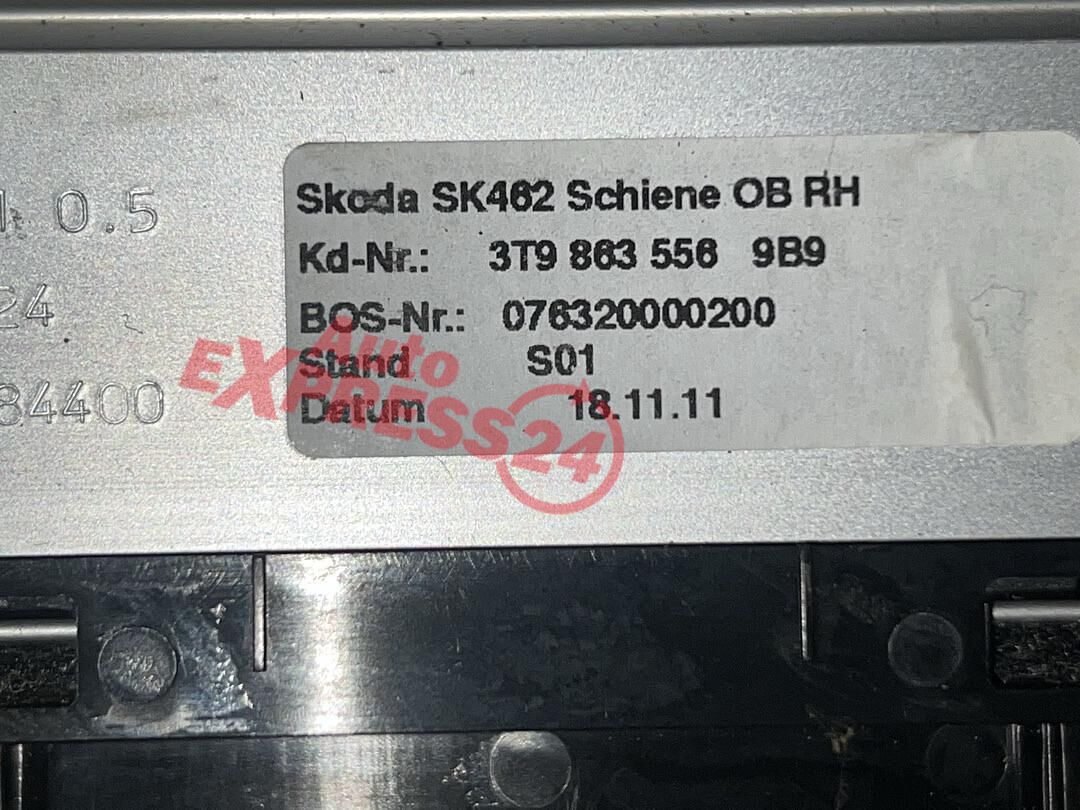 Skoda SK462 Schiene OB RH
Kd-Nr.: 3T9 863 556 9B9
BOS-Nr.: 076320000200
Stand S01
Datum 18.11.11
0.5
24
84400
Auto
EXPRESS24